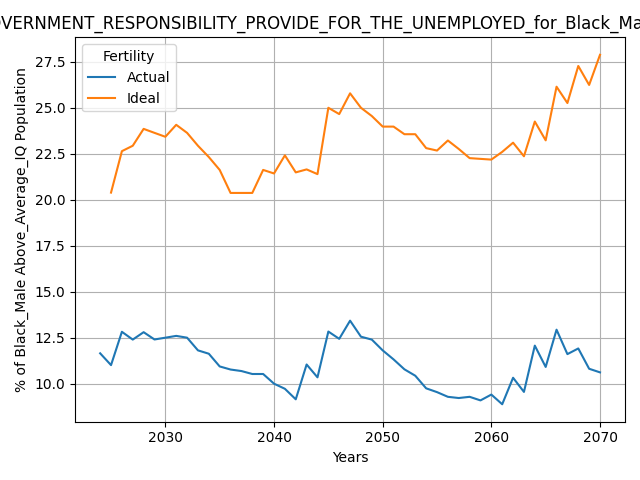 VERNMENT_RESPONSIBILITY_PROVIDE_FOR_THE_UNEMPLOYED_for_Black_Ma
Fertility
Actual
Ideal
% of Black_Male Above_Average_IQ Population
27.5
25.0
22.5
20.0
17.5
15.0
12.5
10.0
2030
2040
2050
2060
2070
Years